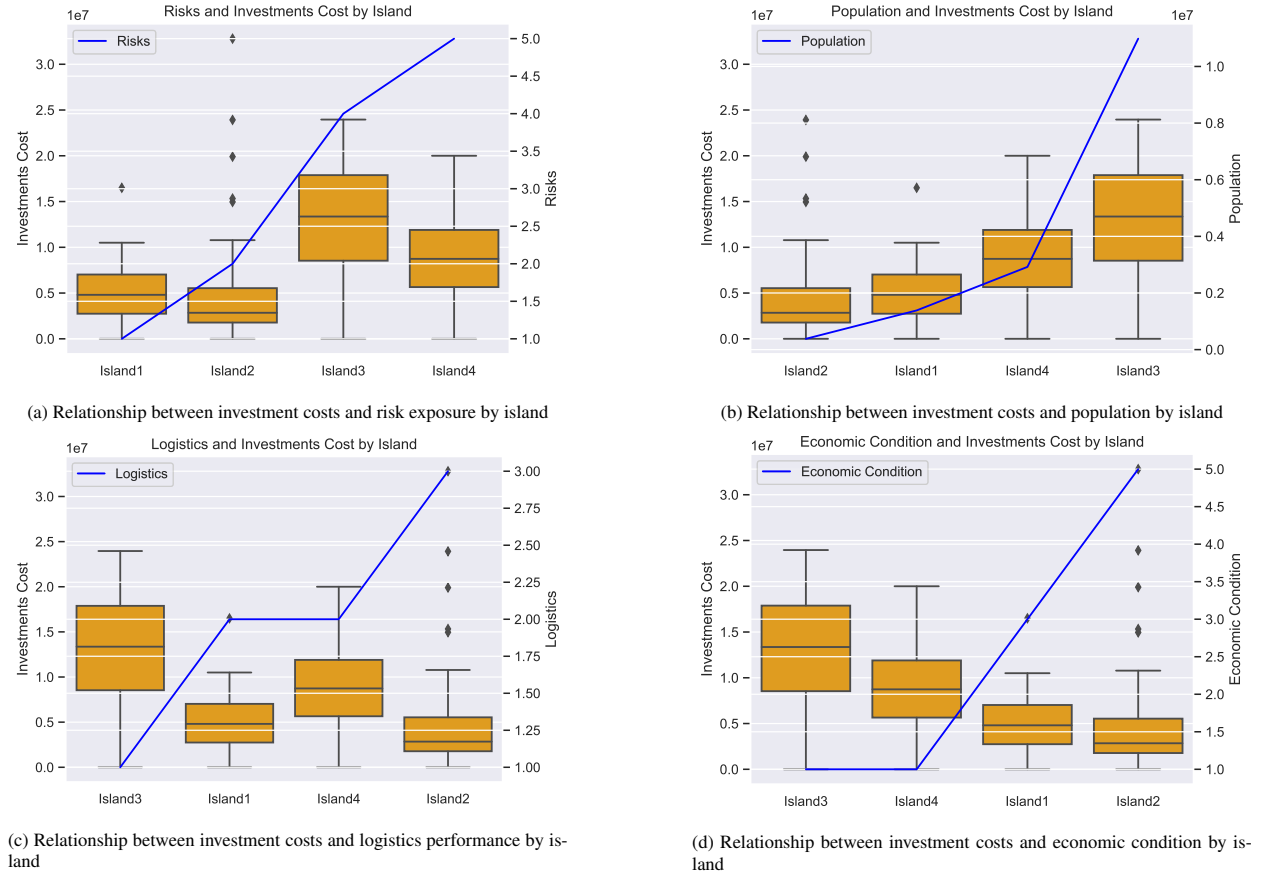 Risks and Investments Cost by Island
1e7
Risks
3.0
2.5
2.0
1.5
1.0
0.5
0.0
Investments Cost
5.0
4.5
4.0
3.5
3.0
2.5
2.0
1.5
1.0
Risks
Island1 Island2 Island3 Island4
(a) Relationship between investment costs and risk exposure by island
Population and Investments Cost by Island
1e7 1e7
Population
3.0
2.5
2.0
1.5
1.0
0.5
0.0
Investments Cost
1.0
0.8
0.6
0.4
0.2
0.0
Population
Island2 Island1 Island4 Island3
(b) Relationship between investment costs and population by island
Logistics and Investments Cost by Island
1e7
Logistics
3.0
2.5
2.0
1.5
1.0
0.5
0.0
Investments Cost
3.00
2.75
2.50
2.25
2.00
1.75
1.50
1.25
1.00
Logistics
Island3 Island1 Island4 Island2
(c) Relationship between investment costs and logistics performance by is-
land
Economic Condition and Investments Cost by Island
1e7
Economic Condition
3.0
2.5
2.0
1.5
1.0
0.5
0.0
Investments Cost
5.0
4.5
4.0
3.5
3.0
2.5
2.0
1.5
1.0
Economic Condition
Island3 Island4 Island1 Island2
(d) Relationship between investment costs and economic condition by is-
land